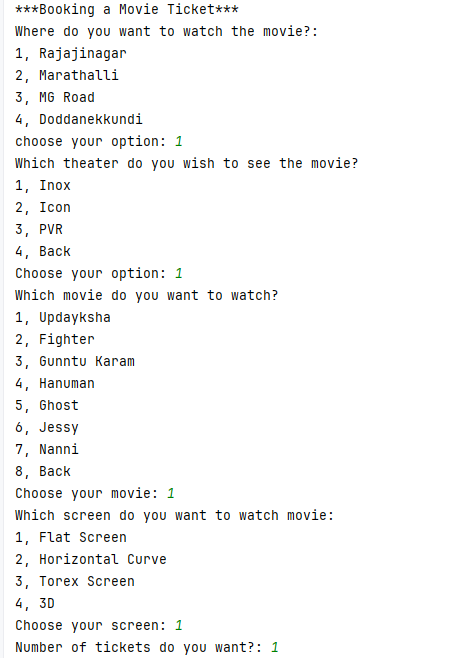 ***Booking a Movie Ticket***
Where do you want to watch the movie?:
1, Rajajinagar
2, Marathalli
3, MG Road
4, Doddanekkundi
choose your option: 1
Which theater do you wish to see the movie?
1, Inox
2, Icon
3, PVR
4, Back
Choose your option: 1
Which movie do you want to watch?
1, Updayksha
2, Fighter
3, Gunntu Karam
4, Hanuman
5, Ghost
6, Jessy
7, Nanni
8, Back
Choose your movie: 1
Which screen do you want to watch movie:
1, Flat Screen
2, Horizontal Curve
3, Torex Screen
4, 3D
Choose your screen: 1
Number of tickets do you want?: 1